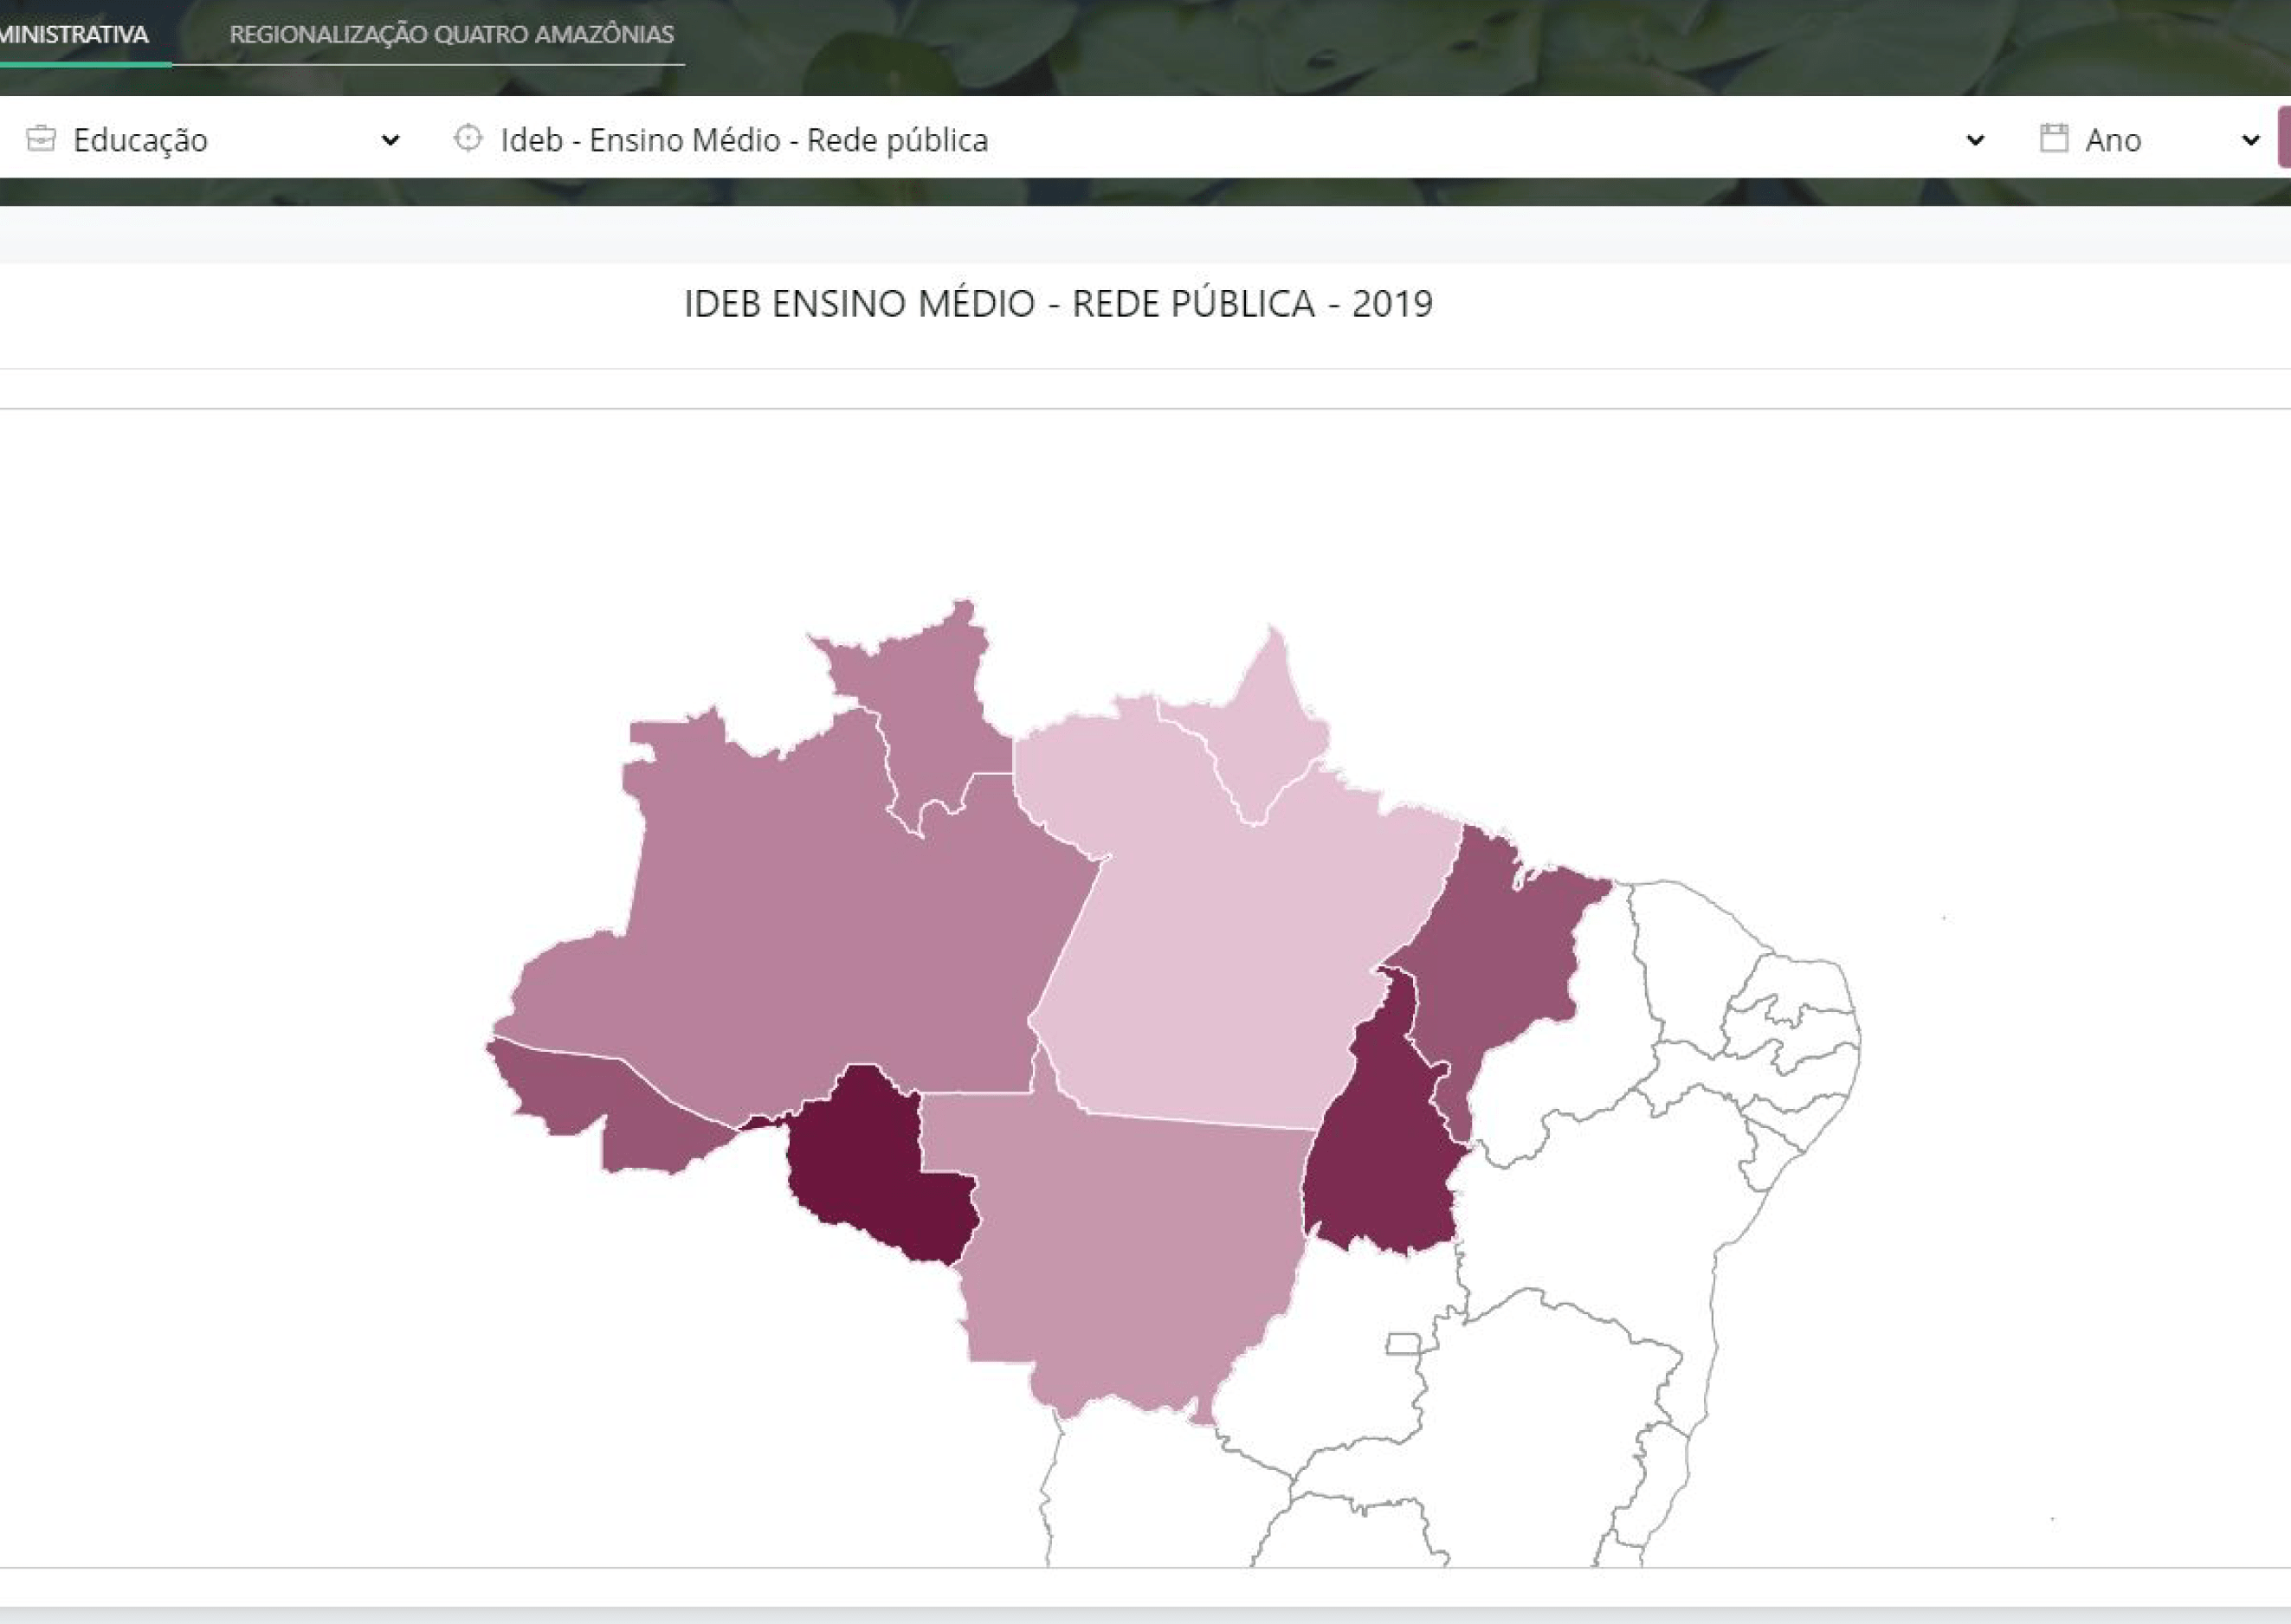 MINISTRATIVA
REGIONALIZAÇÃO QUATRO AMAZÔNIAS
Educação
Ideb - Ensino Médio - Rede pública
Ano
IDEB ENSINO MÉDIO - REDE PÚBLICA - 2019